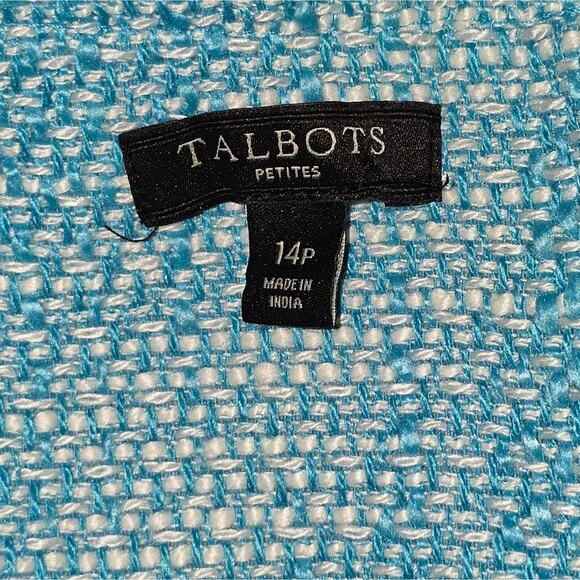 TALBOTS
PETITES
14P
MADE IN
INDIA